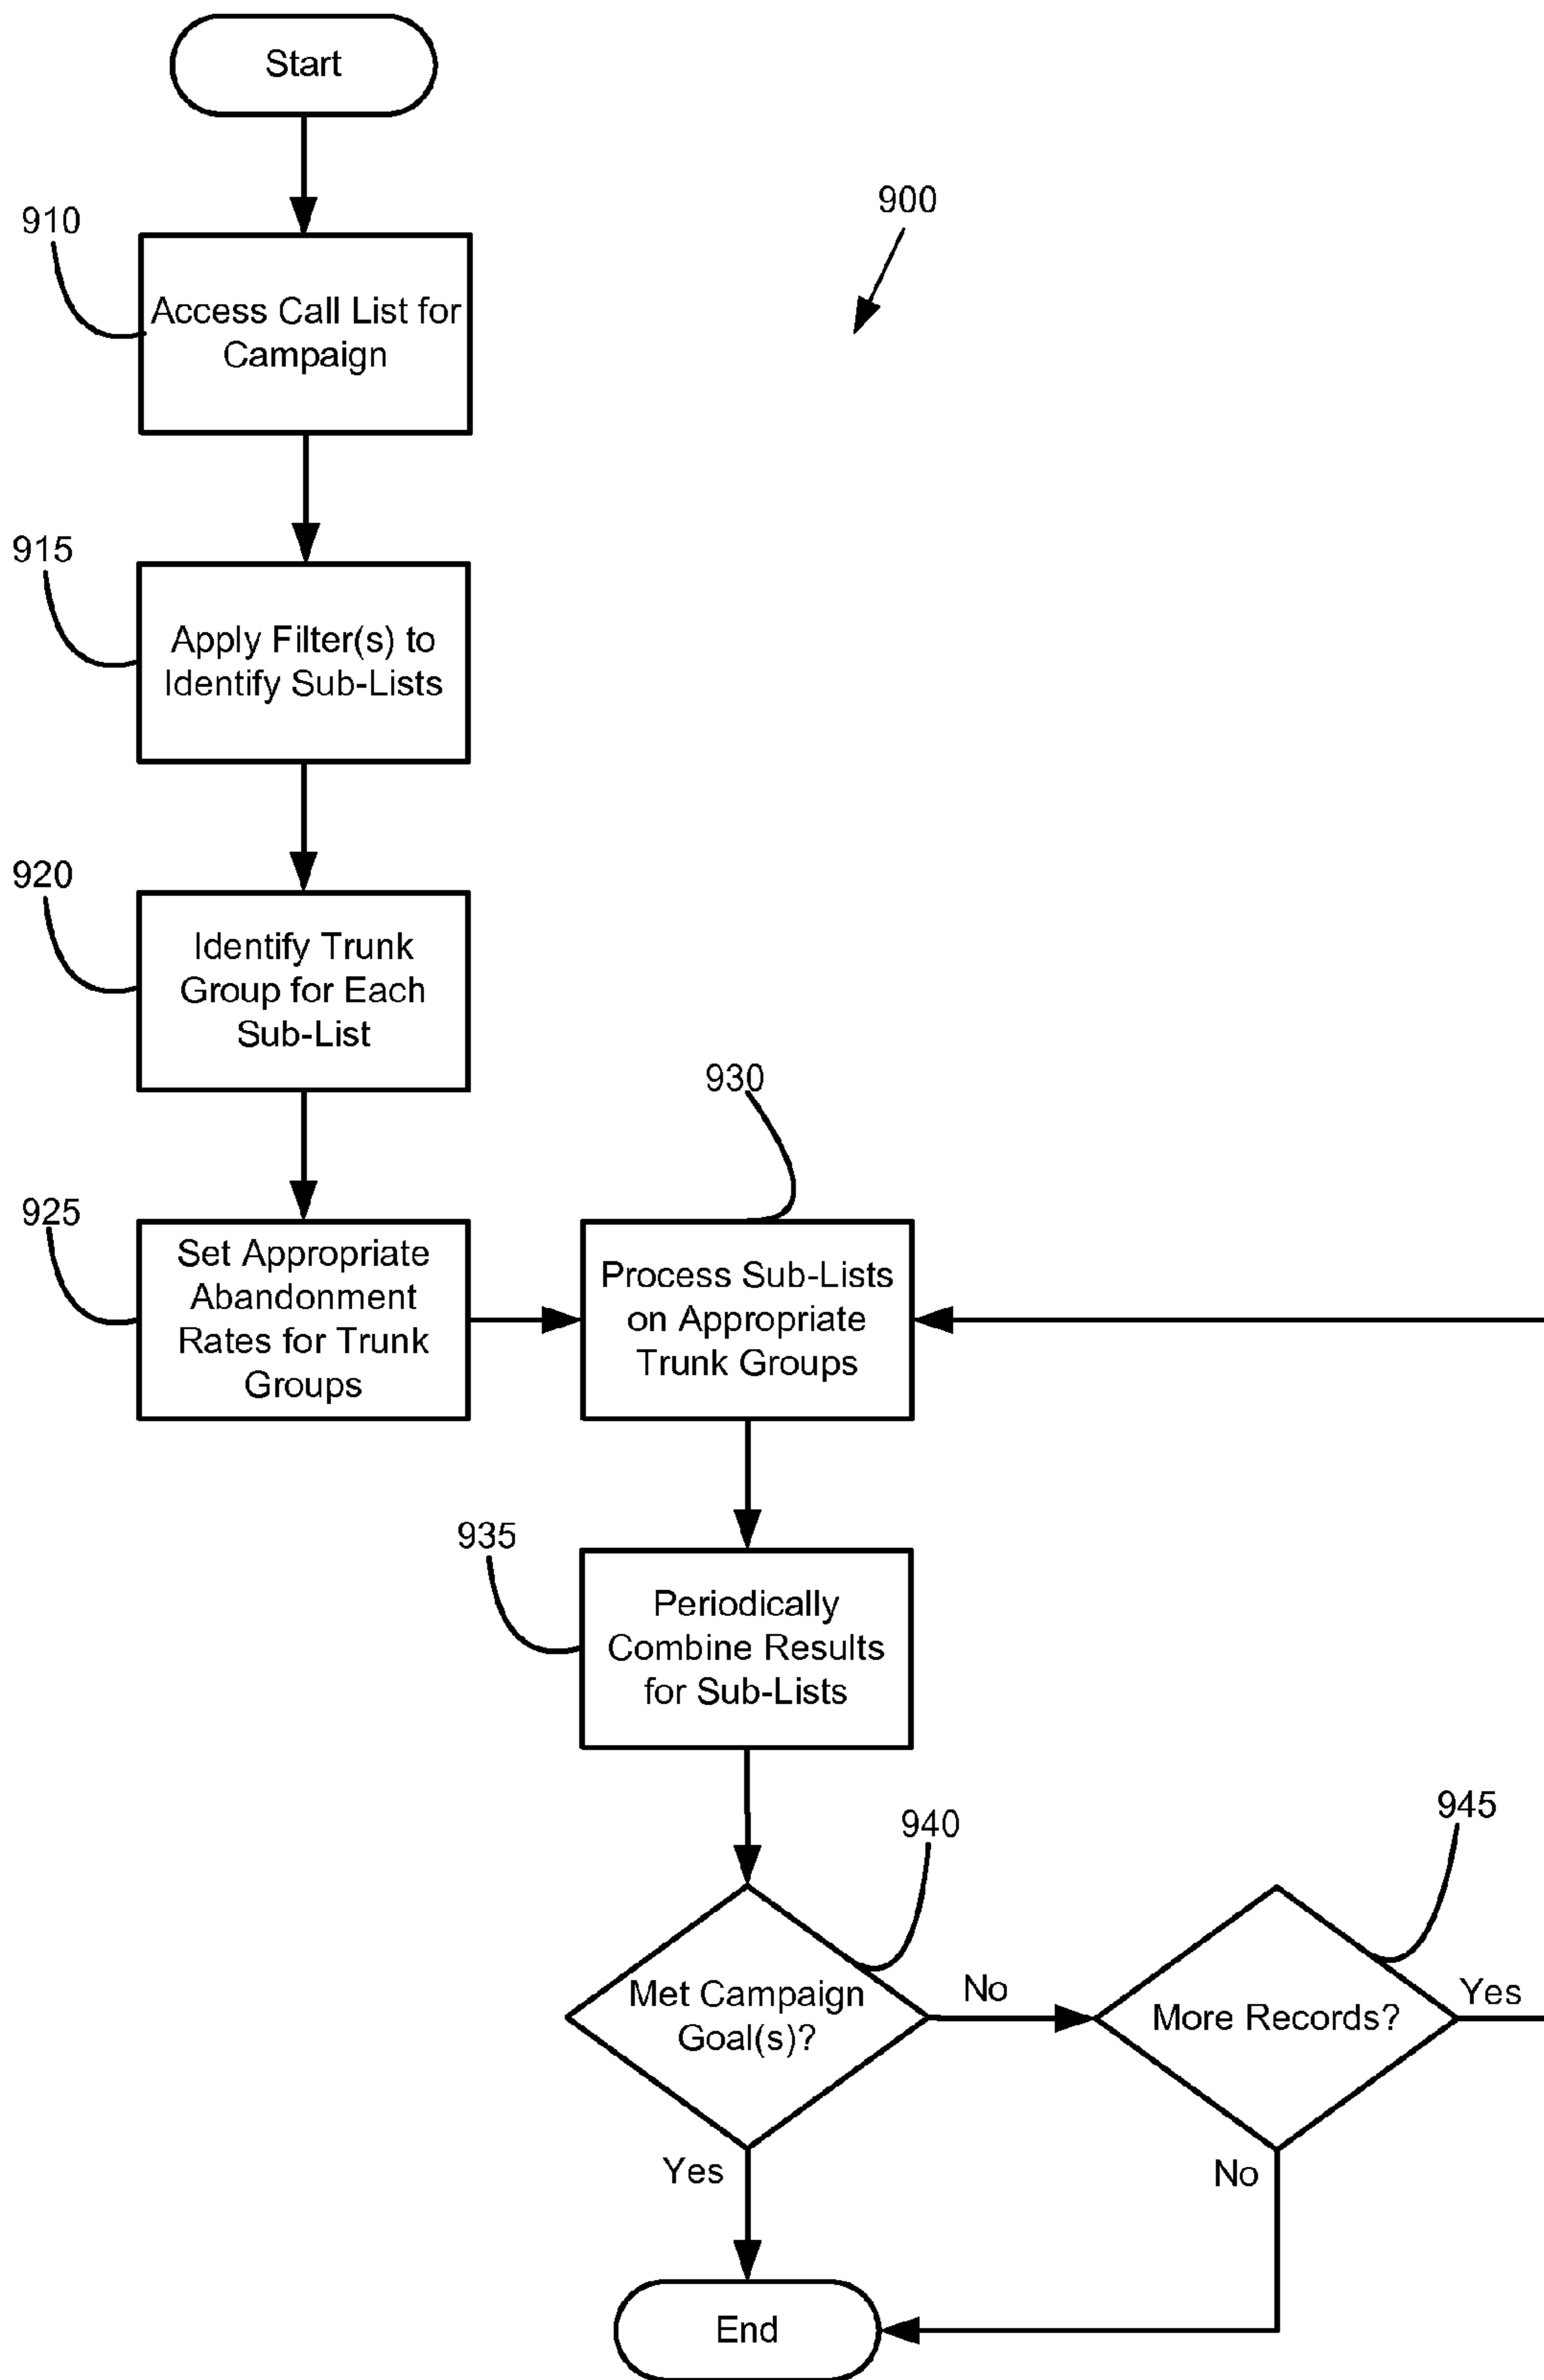 Start
900
910
Access Call List for
Campaign
915
Apply Filter(s) to
Identify Sub-Lists
920
Identify Trunk
Group for Each
Sub-List
925
Set Appropriate
Abandonment
Rates for Trunk
Groups
930
Process Sub-Lists
on Appropriate
Trunk Groups
935
Periodically
Combine Results
for Sub-Lists
940
Met Campaign
Goal(s)?
No
945
More Records?
Yes
Yes
No
End